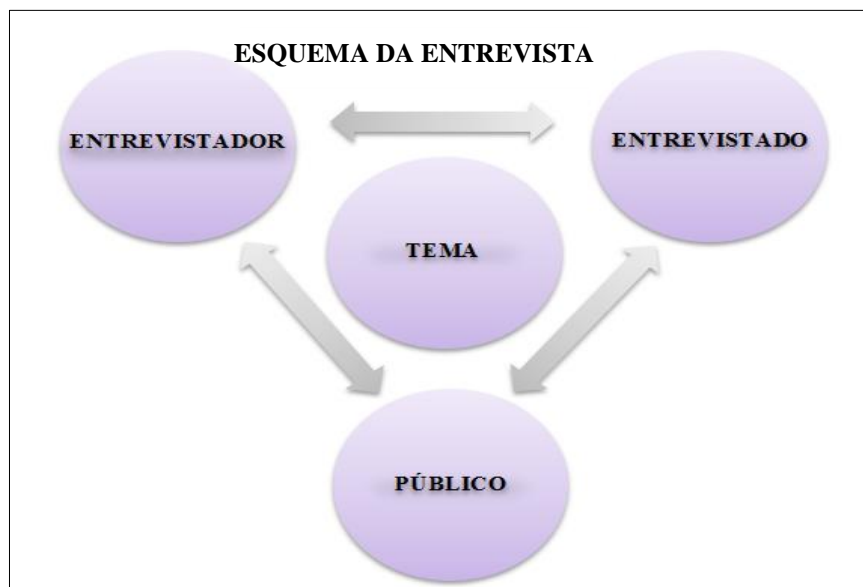 ESQUEMA DA ENTREVISTA
ENTREVISTADOR
ENTREVISTADO
TEMA
PÚBLICO